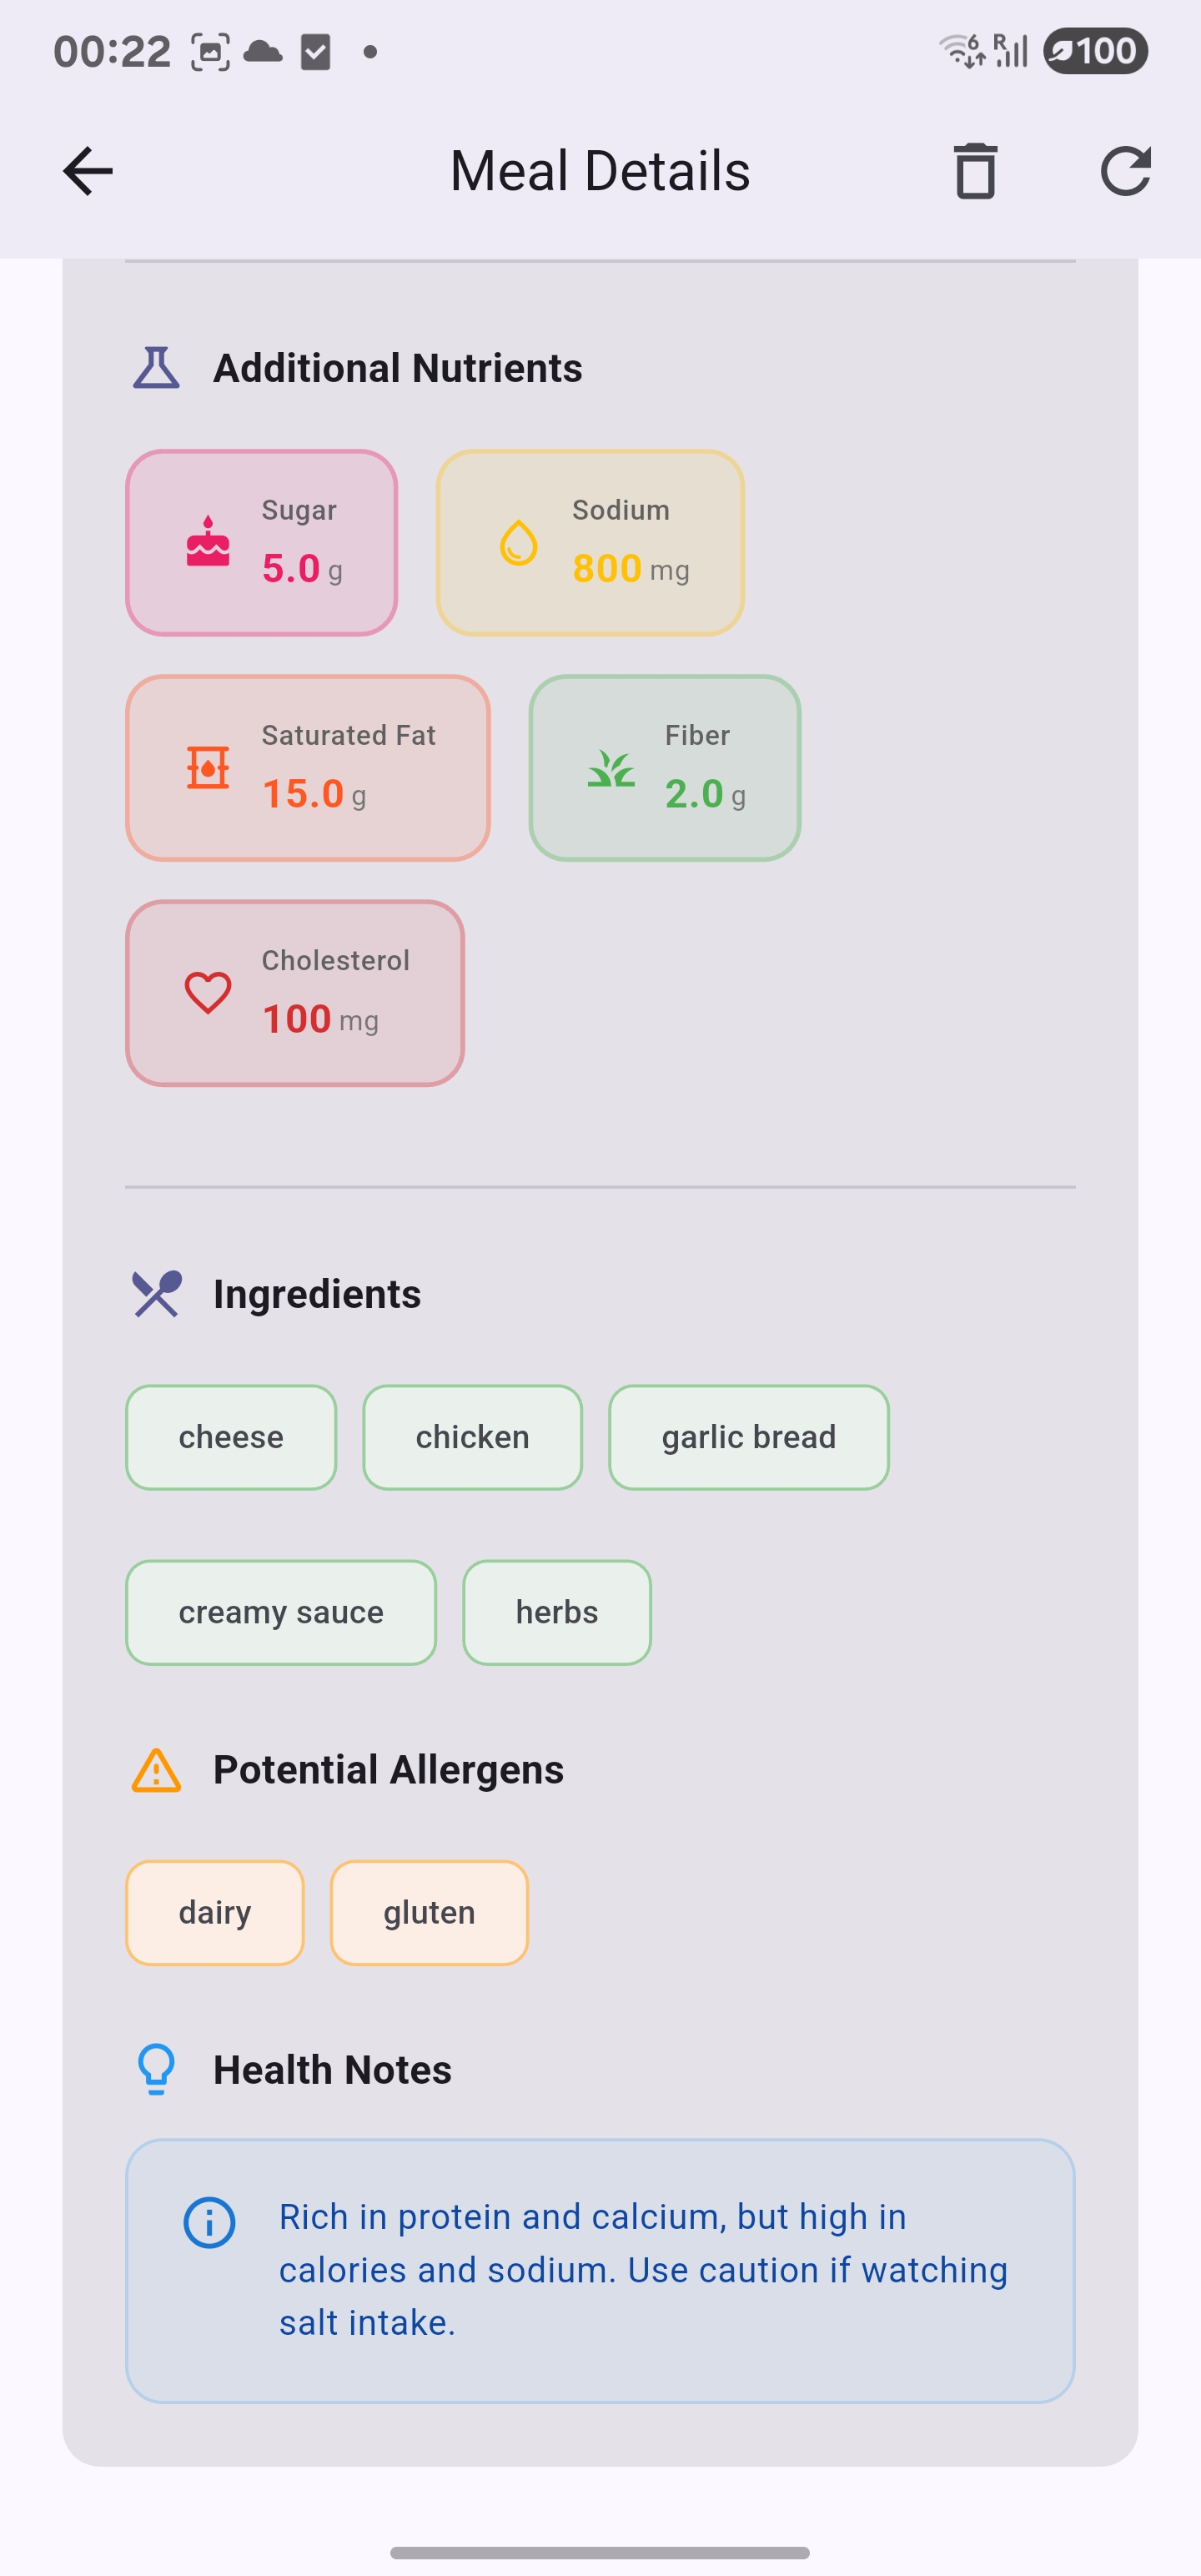 00:22
6 R 100
Meal Details
Additional Nutrients
Sugar
5.0 g
Sodium
800 mg
Saturated Fat
15.0 g
Fiber
2.0 g
Cholesterol
100 mg
Ingredients
cheese
chicken
garlic bread
creamy sauce
herbs
Potential Allergens
dairy
gluten
Health Notes
Rich in protein and calcium, but high in
calories and sodium. Use caution if watching
salt intake.